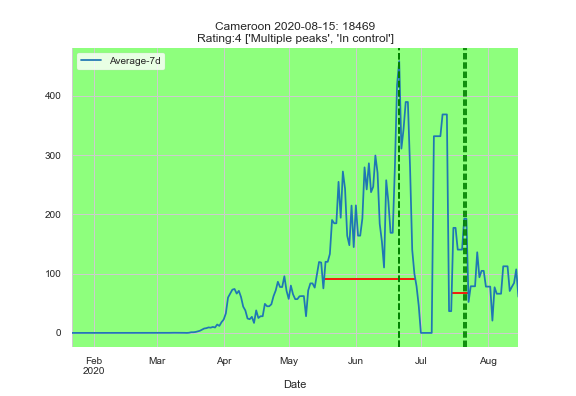 Cameroon 2020-08-15: 18469
Rating:4 ['Multiple peaks', 'In control']
Average-7d
400
300
200
100
0
Feb
2020
Mar
Apr
May
Jun
Jul
Aug
Date